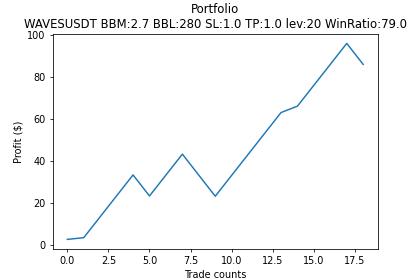 Portfolio
WAVESUSDT BBM:2.7 BBL:280 SL:1.0 TP:1.0 lev:20 WinRatio:79.0
100
80
60
40
20
0
Profit ($)
0.0 2.5 5.0 7.5 10.0 12.5 15.0 17.5
Trade counts